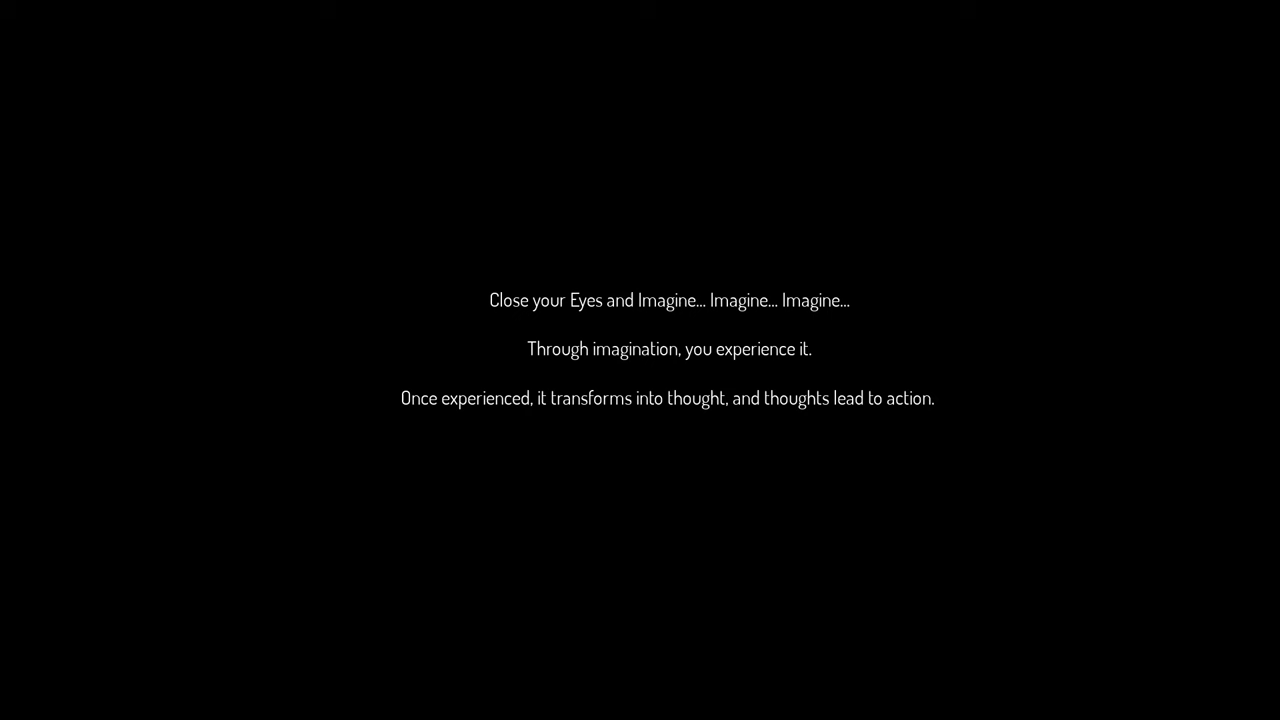 Close your Eyes and Imagine... Imagine... Imagine...
Through imagination, you experience it.
Once experienced, it transforms into thought, and thoughts lead to action.